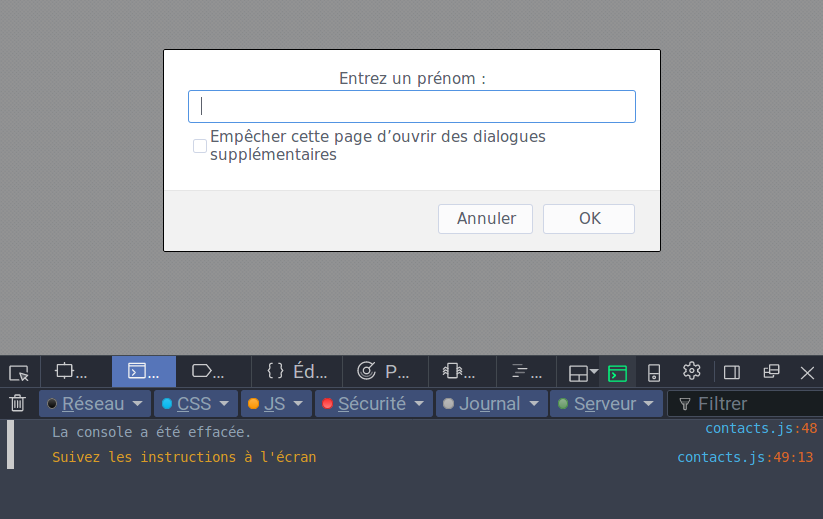 Entrez un prénom :
Empêcher cette page d’ouvrir des dialogues
supplémentaires
Annuler OK
... ... ... {} Éd... P... ... ...
Réseau CSS JS Sécurité Journal Serveur Filtrer
La console a été effacée. contacts.js:48
Suivez les instructions à l'écran contacts.js:49:13